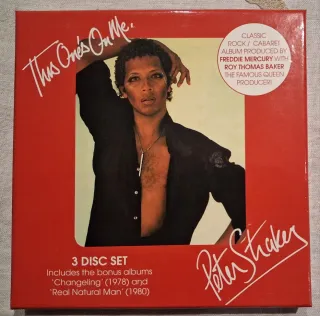 This One's On Me.
CLASSIC
ROCK / CABARET
ALBUM PRODUCED BY
FREDDIE MERCURY WITH
ROY THOMAS BAKER
THE FAMOUS QUEEN
PRODUCER!
3 DISC SET
Includes the bonus albums
'Changeling' (1978) and
'Real Natural Man' (1980)
Peter Straker